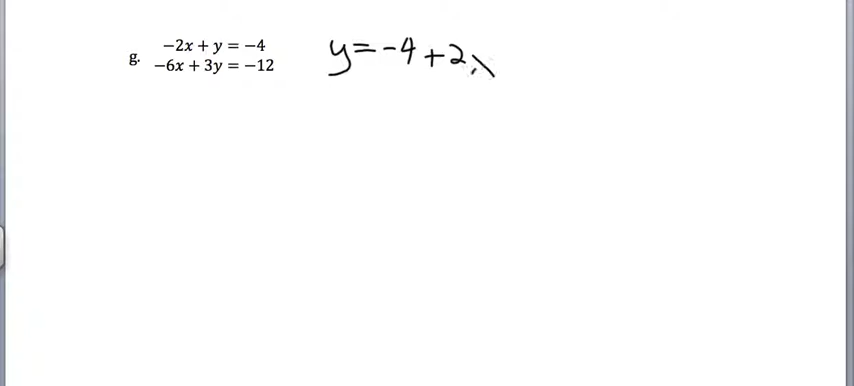 g. −2x + y = −4
−6x + 3y = −12
y = −4 + 2x